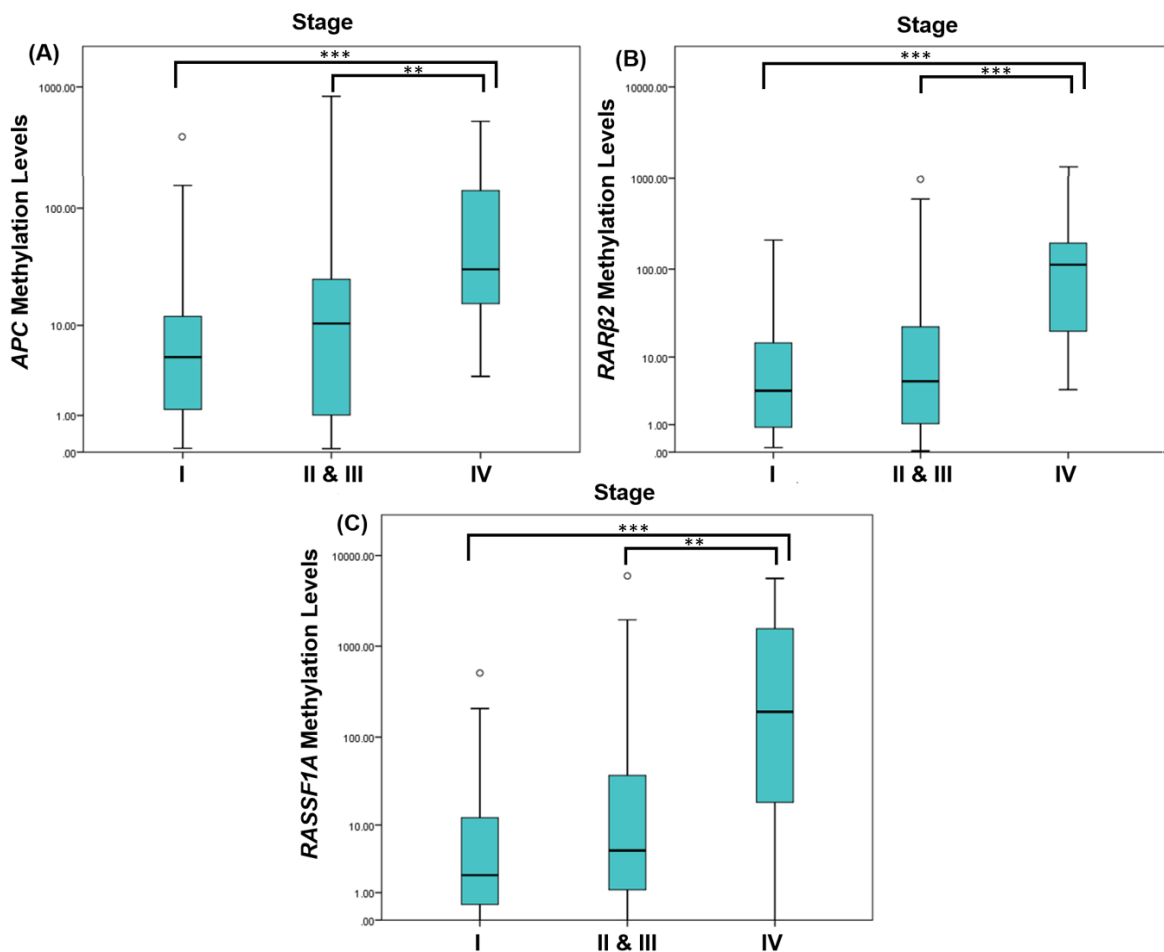 Stage
(A)
***
**
APC Methylation Levels
1000.00
100.00
10.00
1.00
.00
I
II & III
IV
Stage
(B)
***
***
RARβ2 Methylation Levels
10000.00
1000.00
100.00
10.00
1.00
.00
I
II & III
IV
Stage
(C)
***
**
RASSF1A Methylation Levels
10000.00
1000.00
100.00
10.00
1.00
.00
I
II & III
IV